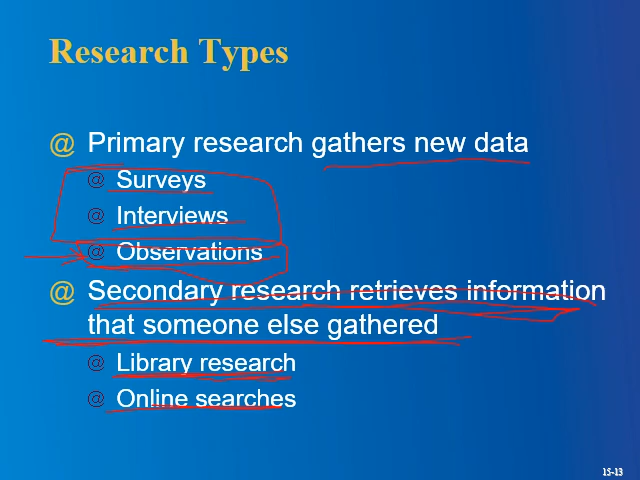 Research Types
@ Primary research gathers new data
@ Surveys
@ Interviews
@ Observations
@ Secondary research retrieves information
that someone else gathered
@ Library research
@ Online searches
15-13